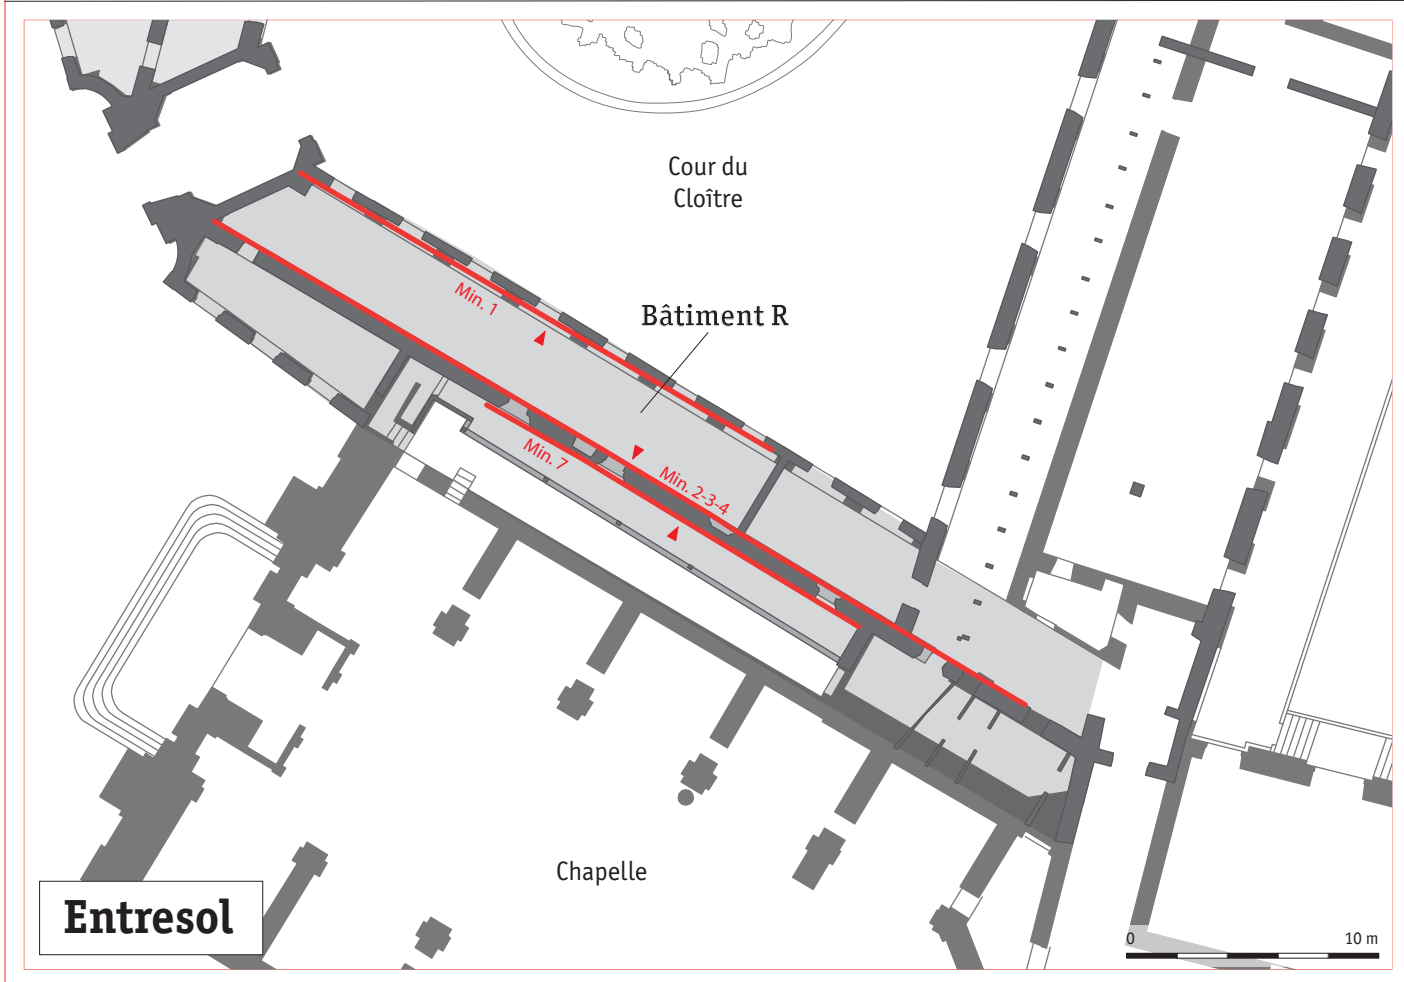 Cour du
Cloître
Min. 1
Bâtiment R
Min. 7
Min. 2-3-4
Chapelle
Entresol
0 10 m